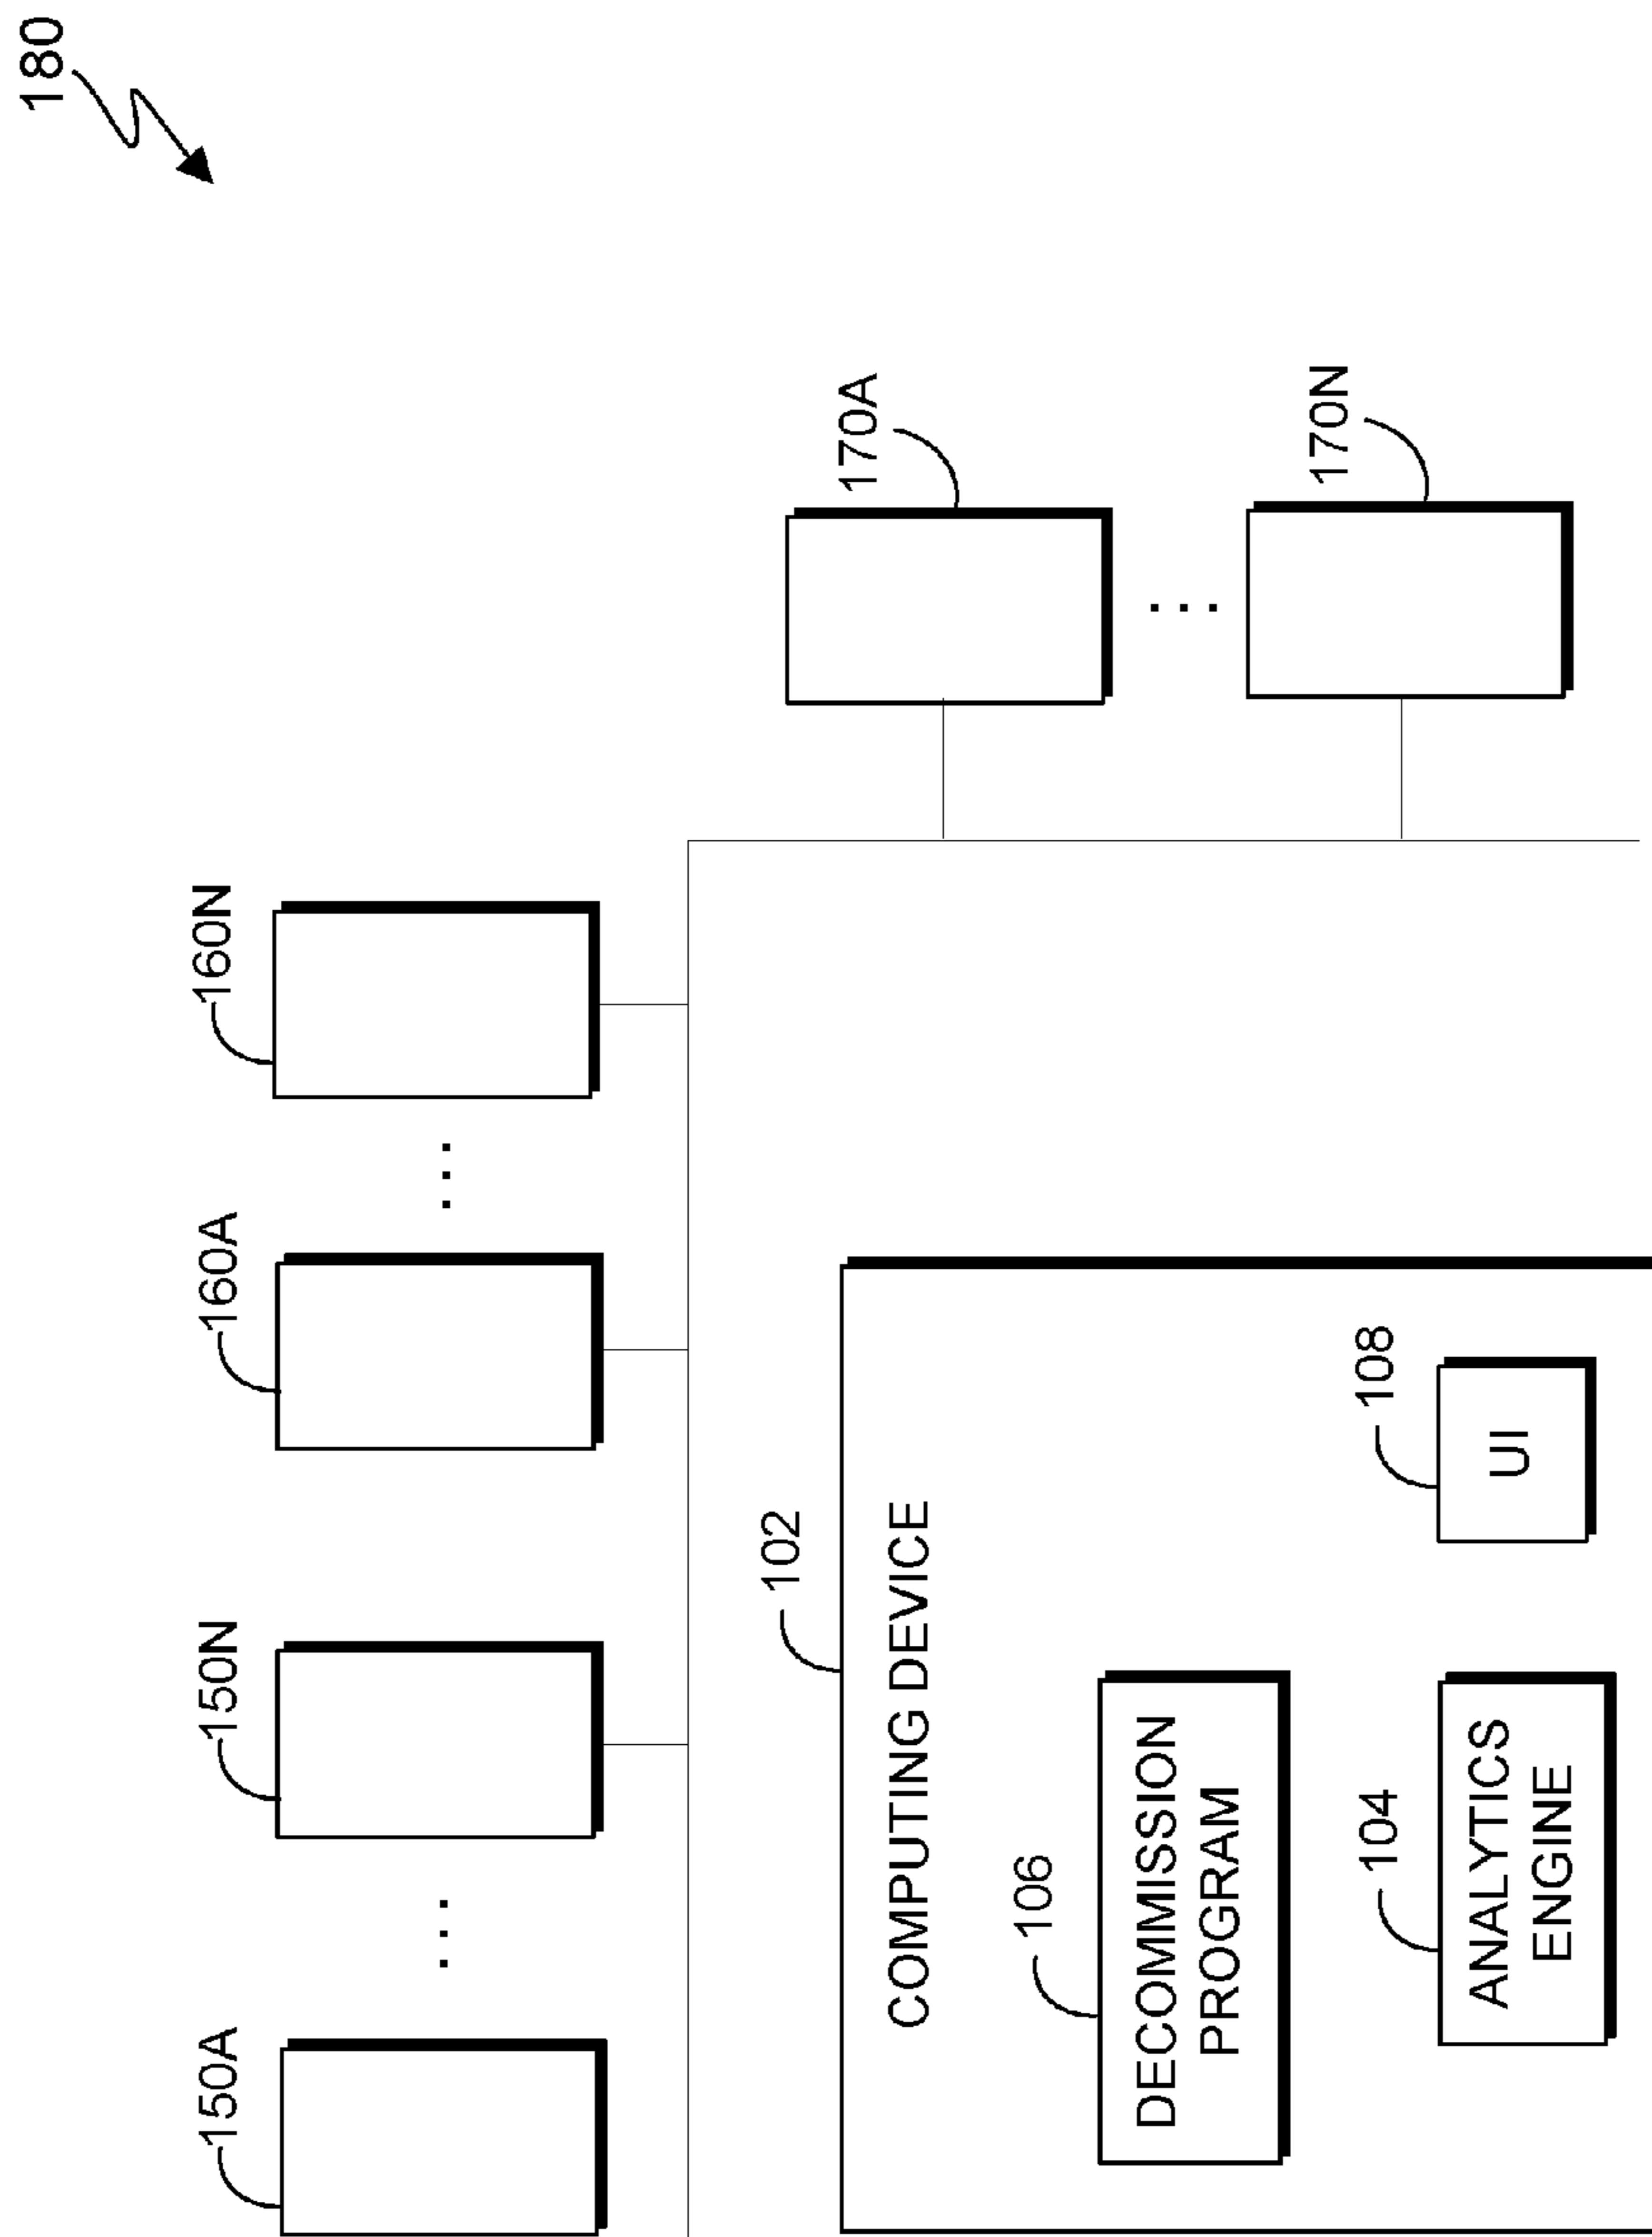 180
150A
150N
160A
160N
170A
170N
102
COMPUTING DEVICE
106
DECOMMISSION
PROGRAM
104
ANALYTICS
ENGINE
108
UI